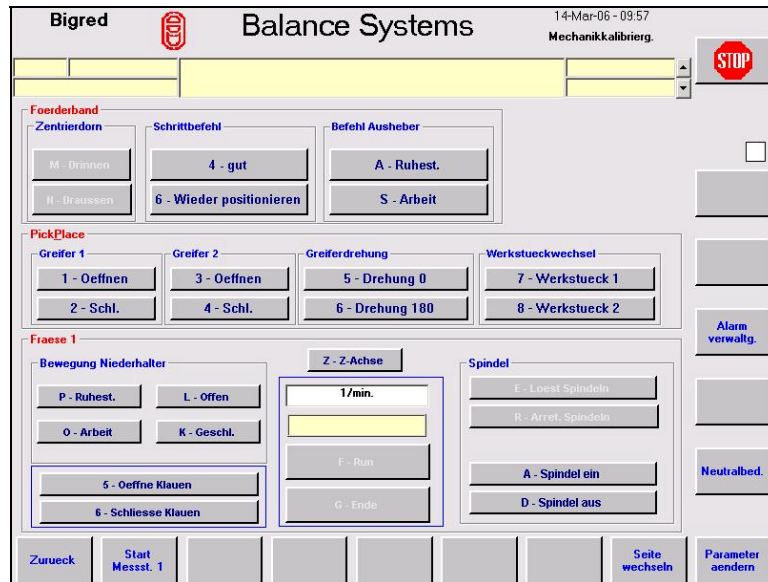 Bigred
Balance Systems
14-Mar-06 - 09:57
Mechanikkalibrierg.
STOP
Foerderband
Zentrierdorn
Schrittbefehl
Befehl Ausheber
M - Drinnen
4 - gut
A - Ruhest.
N - Draussen
6 - Wieder positionieren
S - Arbeit
PickPlace
Greifer 1
Greifer 2
Greiferdrehung
Werkstueckwechsel
1 - Oeffnen
3 - Oeffnen
5 - Drehung 0
7 - Werkstueck 1
2 - Schl.
4 - Schl.
6 - Drehung 180
8 - Werkstueck 2
Alarm
verwaltg.
Fraese 1
Bewegung Niederhalter
Z - Z-Achse
Spindel
P - Ruhest.
L - Offen
1/min.
E - Loest Spindeln
R - Arret. Spindeln
O - Arbeit
K - Geschl.
F - Run
A - Spindel ein
Neutralbed.
5 - Oeffne Klauen
G - Ende
D - Spindel aus
6 - Schliesse Klauen
Zurueck
Start
Messst. 1
Seite
wechseln
Parameter
aendern